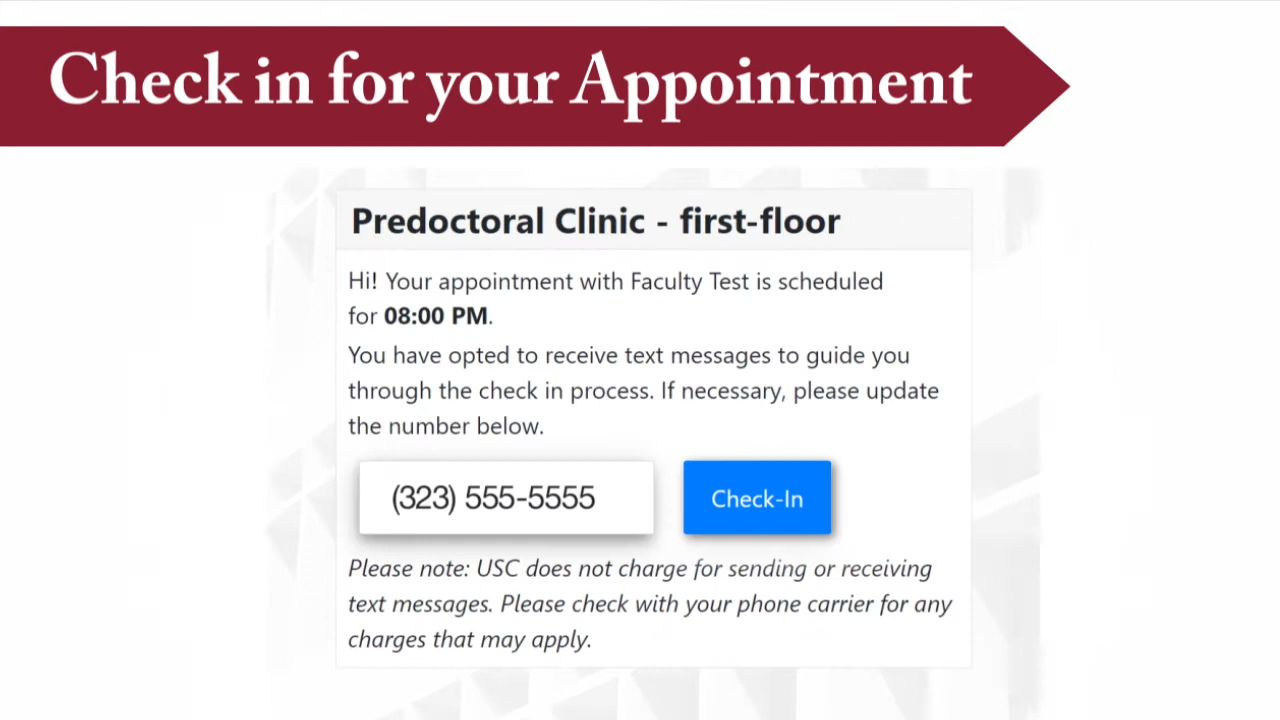 Check in for your Appointment
Predoctoral Clinic - first-floor
Hi! Your appointment with Faculty Test is scheduled
for 08:00 PM.
You have opted to receive text messages to guide you
through the check in process. If necessary, please update
the number below.
(323) 555-5555
Check-In
Please note: USC does not charge for sending or receiving
text messages. Please check with your phone carrier for any
charges that may apply.